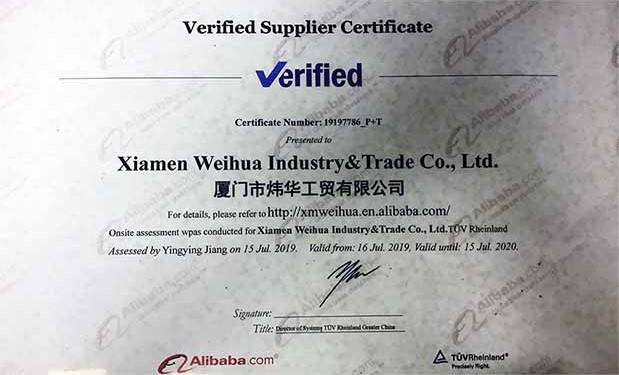 Verified Supplier Certificate
Verified
Certificate Number: 19197786_P+T
Presented to
Xiamen Weihua Industry&Trade Co., Ltd.
厦门市炜华工贸有限公司
For details, please refer to http://xmweihua.en.alibaba.com/
Onsite assessment wpas conducted for Xiamen Weihua Industry&Trade Co., Ltd. TÜV Rheinland
Assessed by Yingying Jiang on 15 Jul. 2019. Valid from: 16 Jul. 2019, Valid until: 15 Jul. 2020.
Signature:
Title: Director of Systems TÜV Rheinland Greater China
Alibaba.com®
TÜVRheinland®
Precisely Right.